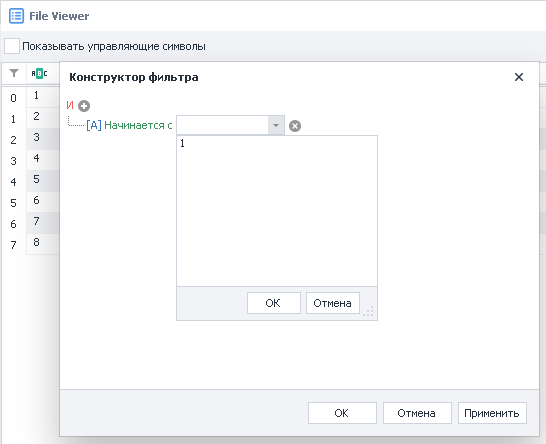 File Viewer
Показывать управляющие символы
ABC
Конструктор фильтра
0 1
1 2
2 3
3 4
4 5
5 6
6 7
7 8
И
[A] Начинается с
1
OK Отмена
OK Отмена Применить